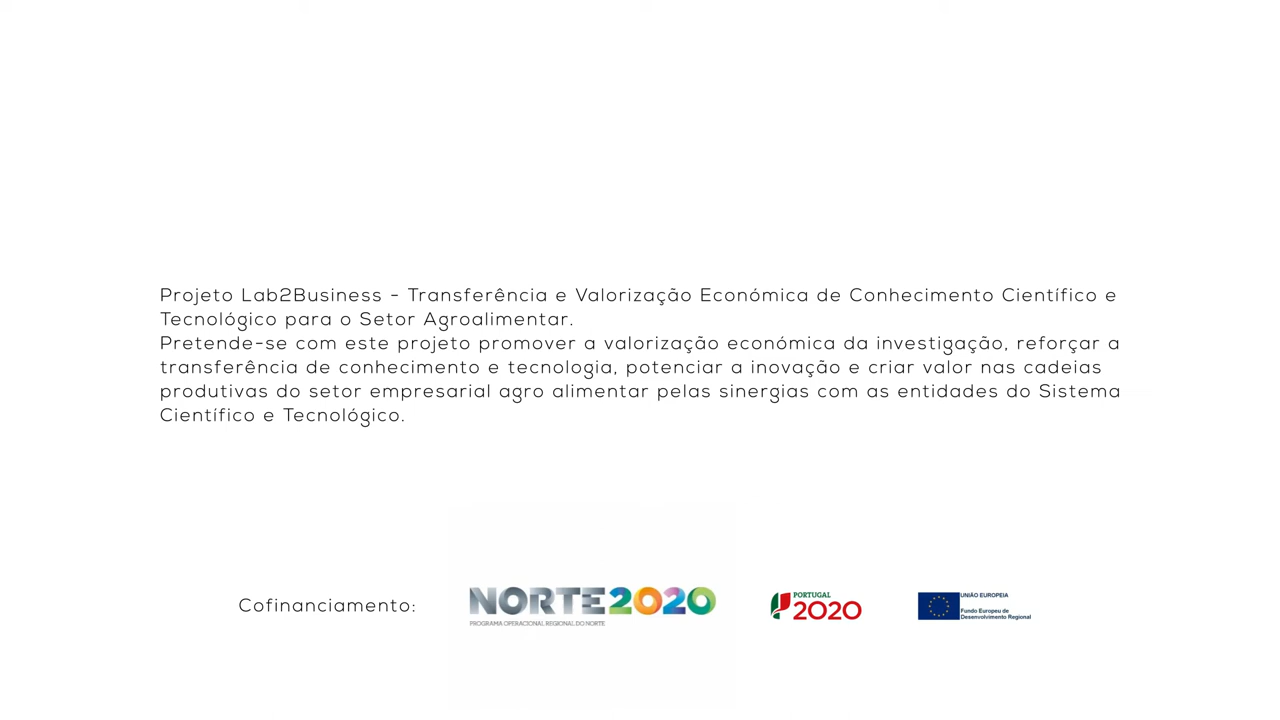 Projeto Lab2Business - Transferência e Valorização Económica de Conhecimento Científico e
Tecnológico para o Setor Agroalimentar.
Pretende-se com este projeto promover a valorização económica da investigação, reforçar a
transferência de conhecimento e tecnologia, potenciar a inovação e criar valor nas cadeias
produtivas do setor empresarial agro alimentar pelas sinergias com as entidades do Sistema
Científico e Tecnológico.
Cofinanciamento:
NORTE2020
PROGRAMA OPERACIONAL REGIONAL DO NORTE
PORTUGAL
2020
UNIÃO EUROPEIA
Fundo Europeu de
Desenvolvimento Regional